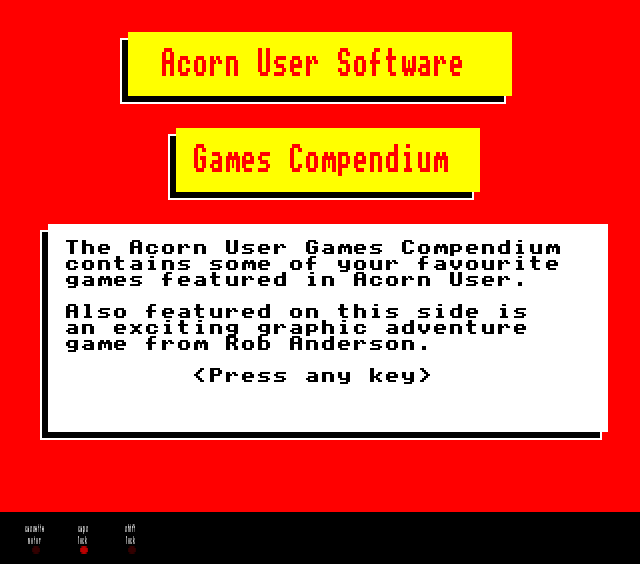 Acorn User Software
Games Compendium
The Acorn User Games Compendium
contains some of your favourite
games featured in Acorn User.
Also featured on this side is
an exciting graphic adventure
game from Rob Anderson.
<Press any key>
cassette caps shift
motor lock lock